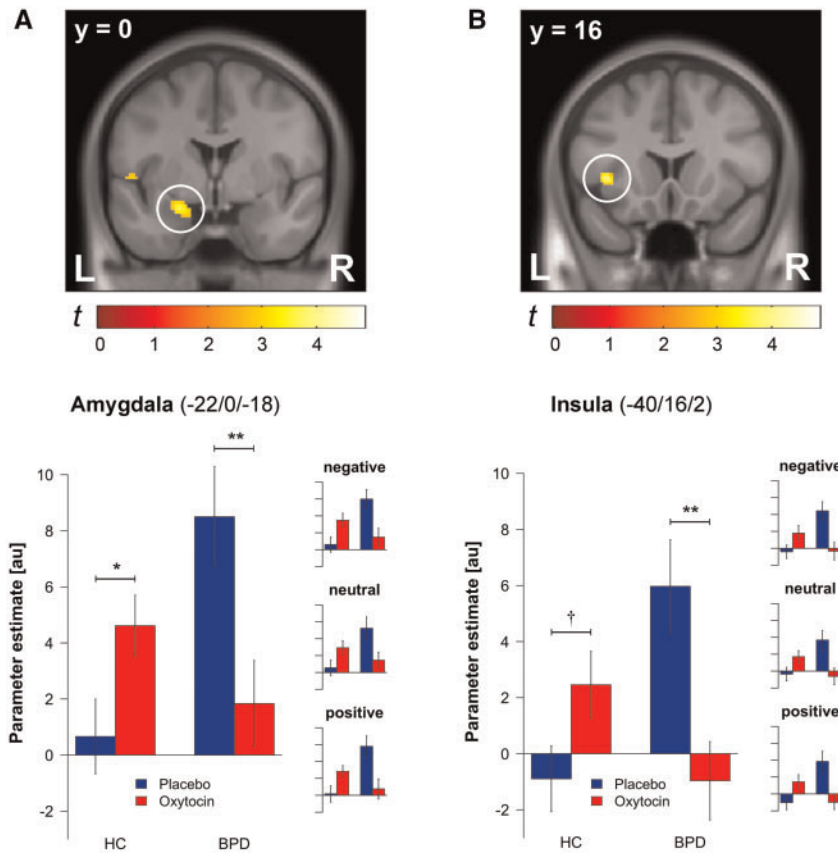 A
y = 0
L R
t
0 1 2 3 4
Amygdala (-22/0/-18)
Parameter estimate [au]
10
8
6
4
2
0
-2
*
**
Placebo
Oxytocin
HC BPD
negative
neutral
positive
B
y = 16
L R
t
0 1 2 3 4
Insula (-40/16/2)
Parameter estimate [au]
10
8
6
4
2
0
-2
†
**
Placebo
Oxytocin
HC BPD
negative
neutral
positive